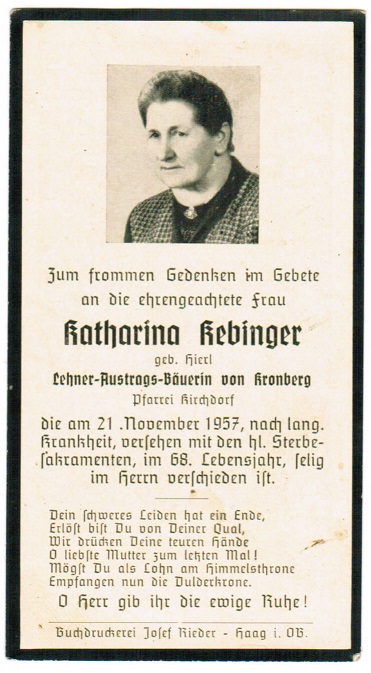 Zum frommen Gedenken im Gebete
an die ehrengeachtete Frau
Katharina Kebinger
geb. Hierl
Lehner-Austrags-Bäuerin von Kronberg
Pfarrei Kirchdorf
die am 21. November 1957, nach lang.
Krankheit, versehen mit den hl. Sterbe-
sakramenten, im 68. Lebensjahr, selig
im Herrn verschieden ist.
Dein schweres Leiden hat ein Ende,
Erlöst bist Du von Deiner Qual,
Wir drücken Deine teuren Hände
O liebste Mutter zum letzten Mal!
Mögst Du als Lohn am Himmelsthrone
Empfangen nun die Dulderkrone.
O Herr gib ihr die ewige Ruhe!
Buchdruckerei Josef Rieder - Haag i. OB.